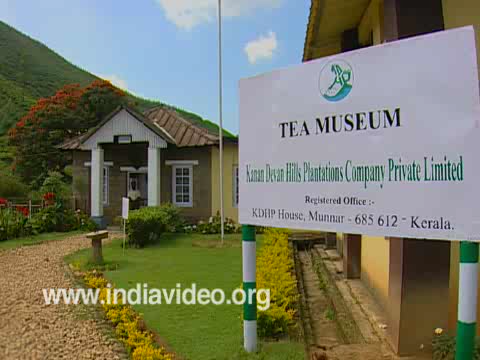 TEA MUSEUM
Kanan Devan Hills Plantations Company Private Limited
Registered Office :-
KDHP House, Munnar - 685 612 - Kerala.
www.indiavideo.org